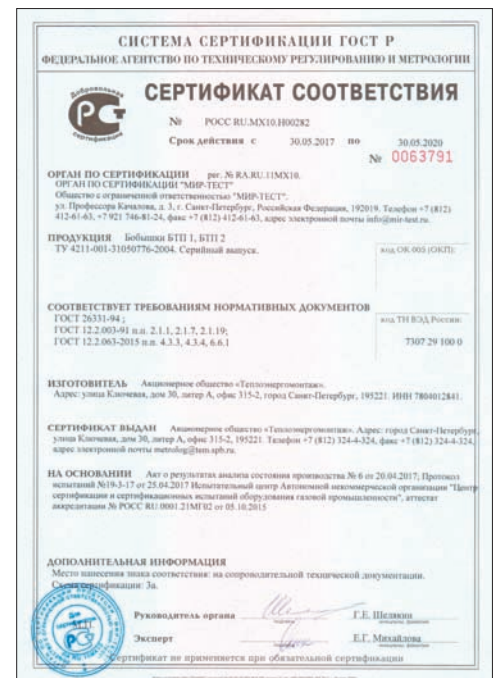 СИСТЕМА СЕРТИФИКАЦИИ ГОСТ Р
ФЕДЕРАЛЬНОЕ АГЕНТСТВО ПО ТЕХНИЧЕСКОМУ РЕГУЛИРОВАНИЮ И МЕТРОЛОГИИ
Добровольная
сертификация
СЕРТИФИКАТ СООТВЕТСТВИЯ
№ РОСС RU.МХ10.Н00282
Срок действия с 30.05.2017 по 30.05.2020
№ 0063791
ОРГАН ПО СЕРТИФИКАЦИИ рег. № RA.RU.11МХ10.
ОРГАН ПО СЕРТИФИКАЦИИ "МИР-ТЕСТ"
Общество с ограниченной ответственностью "МИР-ТЕСТ".
ул. Профессора Качалова, д. 3, г. Санкт-Петербург, Российская Федерация, 192019. Телефон +7 (812)
412-61-63, +7 921 746-81-24, факс +7 (812) 412-61-63, адрес электронной почты info@mir-test.ru.
ПРОДУКЦИЯ Бобышки БТП 1, БТП 2
ТУ 4211-001-31050776-2004. Серийный выпуск.
код ОК 005 (ОКП):
СООТВЕТСТВУЕТ ТРЕБОВАНИЯМ НОРМАТИВНЫХ ДОКУМЕНТОВ
ГОСТ 26331-94 ;
ГОСТ 12.2.003-91 п.п. 2.1.1, 2.1.7, 2.1.19;
ГОСТ 12.2.063-2015 п.п. 4.3.3, 4.3.4, 6.6.1
код ТН ВЭД России:
7307 29 100 0
ИЗГОТОВИТЕЛЬ Акционерное общество «Теплоэнергомонтаж».
Адрес: улица Ключевая, дом 30, литер А, офис 315-2, город Санкт-Петербург, 195221. ИНН 7804012841.
СЕРТИФИКАТ ВЫДАН Акционерное общество «Теплоэнергомонтаж». Адрес: город Санкт-Петербург,
улица Ключевая, дом 30, литер А, офис 315-2, 195221. Телефон +7 (812) 324-4-324, факс +7 (812) 324-4-324,
адрес электронной почты metrolog@tem.spb.ru.
НА ОСНОВАНИИ Акт о результатах анализа состояния производства № 6 от 20.04.2017; Протокол
испытаний №19-3-17 от 25.04.2017 Испытательный центр Автономной некоммерческой организации "Центр
сертификации и сертификационных испытаний оборудования газовой промышленности", аттестат
аккредитации № РОСС RU.0001.21МГ02 от 05.10.2015
ДОПОЛНИТЕЛЬНАЯ ИНФОРМАЦИЯ
Место нанесения знака соответствия: на сопроводительной технической документации.
Схема сертификации: 3а.
Руководитель органа Г.Е. Шелякин
Эксперт Е.Г. Михайлова
Сертификат не применяется при обязательной сертификации